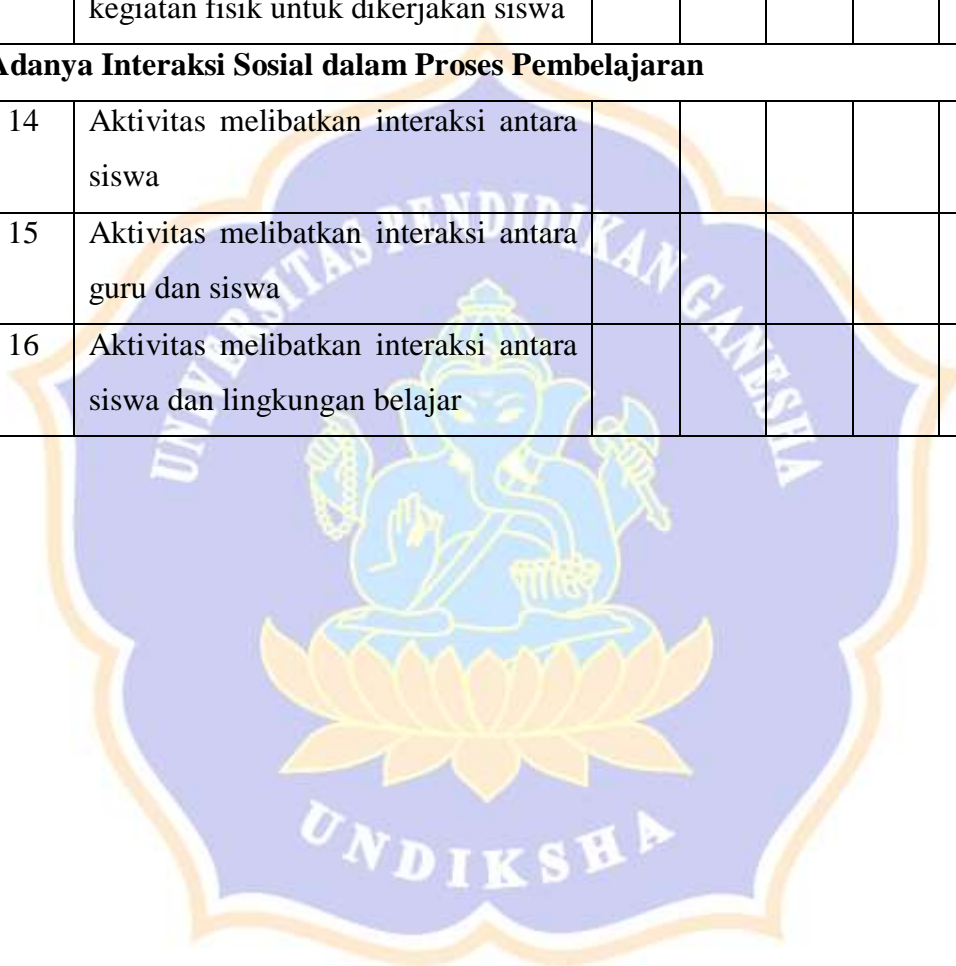 kegiatan fisik untuk dikerjakan siswa
Adanya Interaksi Sosial dalam Proses Pembelajaran
14 Aktivitas melibatkan interaksi antara
siswa
15 Aktivitas melibatkan interaksi antara
guru dan siswa
16 Aktivitas melibatkan interaksi antara
siswa dan lingkungan belajar
UNIVERSITAS PENDIDIKAN GANESHA
UNDIKSHA